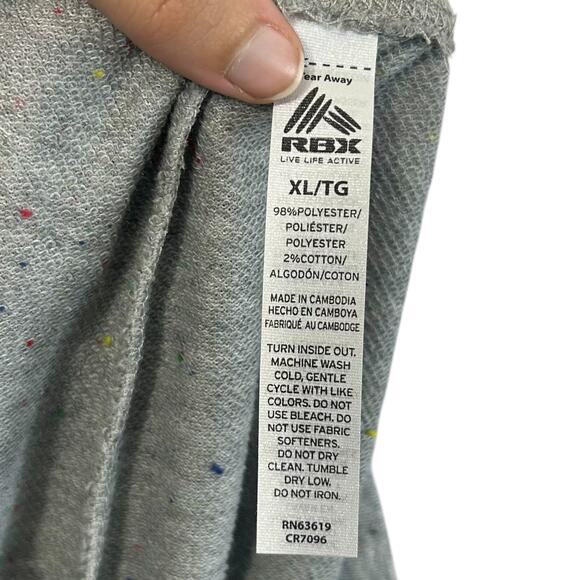 Tear Away
RBX
LIVE LIFE ACTIVE
XL/TG
98%POLYESTER/
POLIÉSTER/
POLYESTER
2%COTTON/
ALGODÓN/COTON
MADE IN CAMBODIA
HECHO EN CAMBOYA
FABRIQUÉ AU CAMBODGE
TURN INSIDE OUT.
MACHINE WASH
COLD, GENTLE
CYCLE WITH LIKE
COLORS. DO NOT
USE BLEACH. DO
NOT USE FABRIC
SOFTENERS.
DO NOT DRY
CLEAN. TUMBLE
DRY LOW.
DO NOT IRON.
RN63619
CR7096